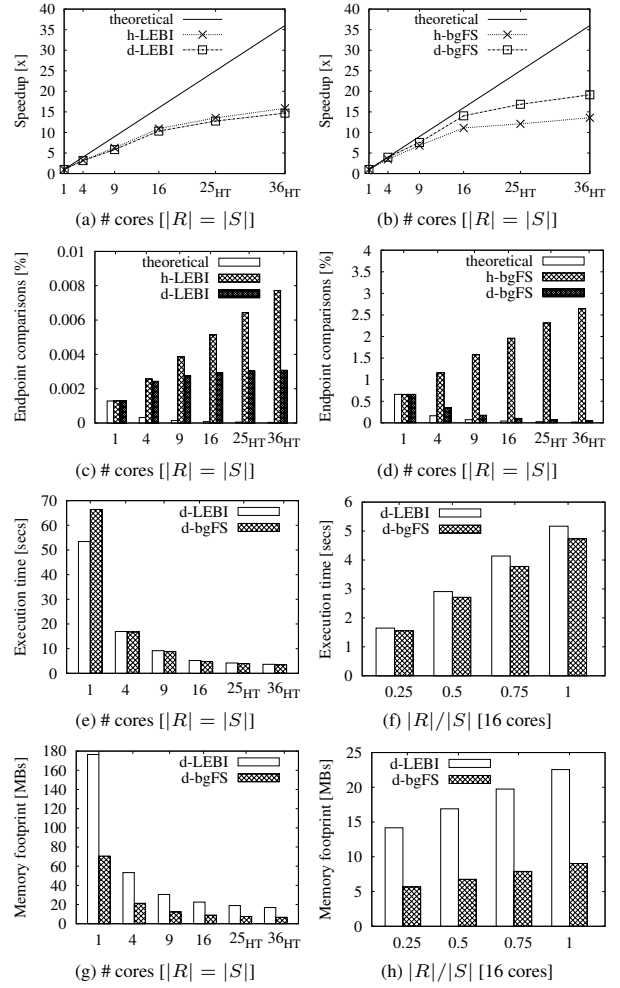 40
35
30
25
20
15
10
5
0
Speedup [x]
theoretical
h-LEBI
d-LEBI
1 4 9 16 25HT 36HT
(a) # cores [|R| = |S|]
40
35
30
25
20
15
10
5
0
Speedup [x]
theoretical
h-bgFS
d-bgFS
1 4 9 16 25HT 36HT
(b) # cores [|R| = |S|]
0.01
0.008
0.006
0.004
0.002
0
Endpoint comparisons [%]
theoretical
h-LEBI
d-LEBI
1 4 9 16 25HT 36HT
(c) # cores [|R| = |S|]
4
3.5
3
2.5
2
1.5
1
0.5
0
Endpoint comparisons [%]
theoretical
h-bgFS
d-bgFS
1 4 9 16 25HT 36HT
(d) # cores [|R| = |S|]
70
60
50
40
30
20
10
0
Execution time [secs]
d-LEBI
d-bgFS
1 4 9 16 25HT 36HT
(e) # cores [|R| = |S|]
6
5
4
3
2
1
0
Execution time [secs]
d-LEBI
d-bgFS
0.25 0.5 0.75 1
(f) |R|/|S| [16 cores]
180
160
140
120
100
80
60
40
20
0
Memory footprint [MBs]
d-LEBI
d-bgFS
1 4 9 16 25HT 36HT
(g) # cores [|R| = |S|]
25
20
15
10
5
0
Memory footprint [MBs]
d-LEBI
d-bgFS
0.25 0.5 0.75 1
(h) |R|/|S| [16 cores]